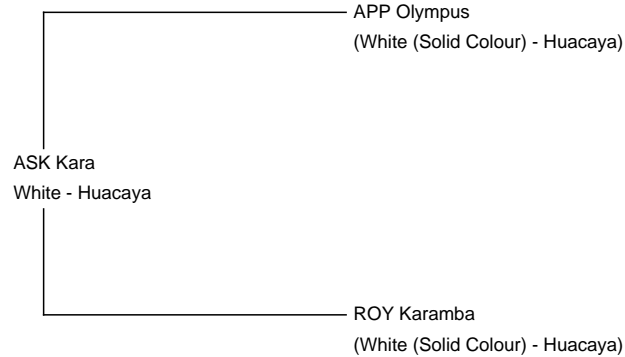 APP Olympus
(White (Solid Colour) - Huacaya)
ASK Kara
White - Huacaya
ROY Karamba
(White (Solid Colour) - Huacaya)